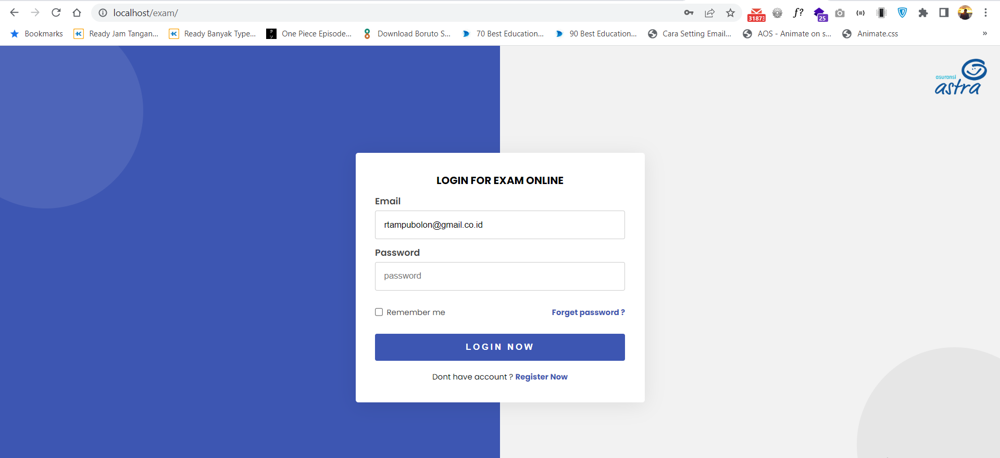 localhost/exam/
31873
f?
25
Bookmarks
Ready Jam Tangan...
Ready Banyak Type...
One Piece Episode...
Download Boruto S...
70 Best Education...
90 Best Education...
Cara Setting Email...
AOS - Animate on s...
Animate.css
»
asuransi
astra
LOGIN FOR EXAM ONLINE
Email
rtampubolon@gmail.co.id
Password
password
Remember me
Forget password ?
LOGIN NOW
Dont have account ? Register Now